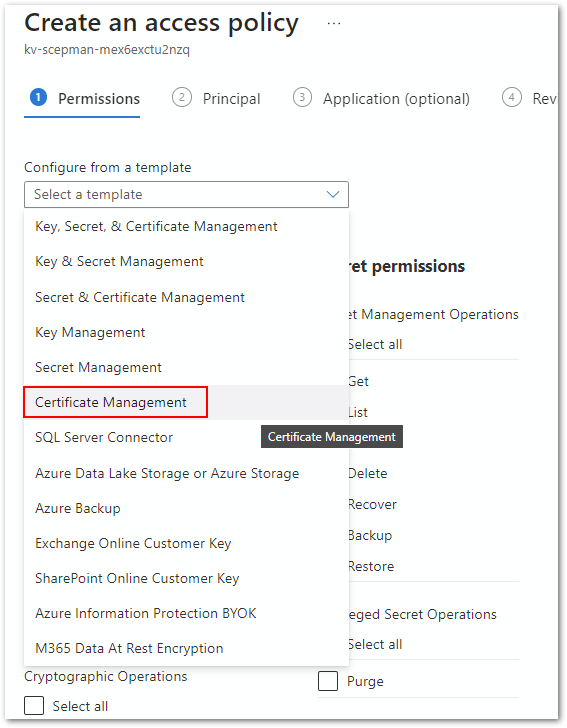 Create an access policy ...
kv-scepman-mex6exctu2nzq
1 Permissions 2 Principal 3 Application (optional) 4 Rev
Configure from a template
Select a template
Key, Secret, & Certificate Management
Key & Secret Management
Secret & Certificate Management
Key Management
Secret Management
Certificate Management
SQL Server Connector
Azure Data Lake Storage or Azure Storage
Azure Backup
Exchange Online Customer Key
SharePoint Online Customer Key
Azure Information Protection BYOK
M365 Data At Rest Encryption
Certificate Management
ret permissions
et Management Operations
Select all
Get
List
Delete
Recover
Backup
Restore
eged Secret Operations
Select all
Purge
Cryptographic Operations
Select all